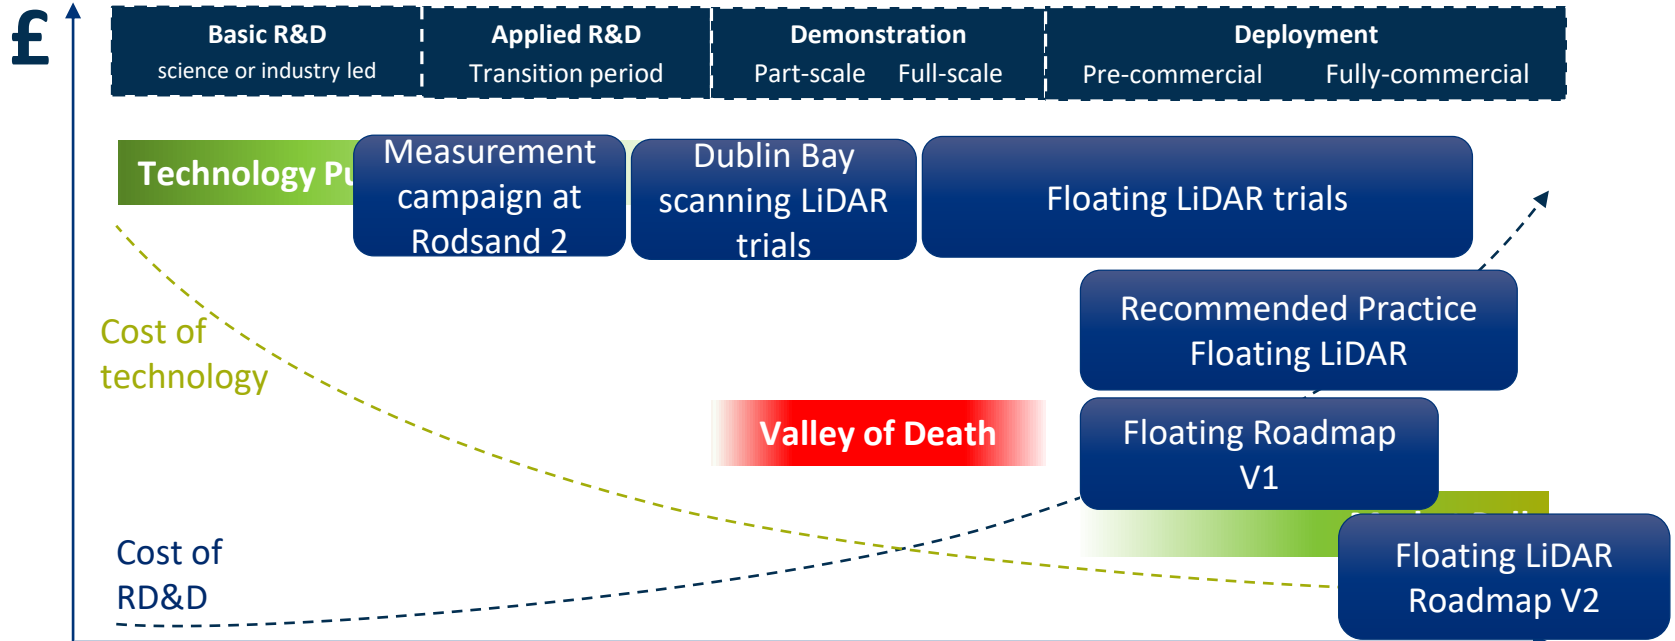 £
Basic R&D
science or industry led
Applied R&D
Transition period
Demonstration
Part-scale Full-scale
Deployment
Pre-commercial Fully-commercial
Technology
Measurement
campaign at
Rodsand 2
Dublin Bay
scanning LiDAR
trials
Floating LiDAR trials
Recommended Practice
Floating LiDAR
Cost of
technology
Valley of Death
Floating Roadmap
V1
Cost of
RD&D
Floating LiDAR
Roadmap V2